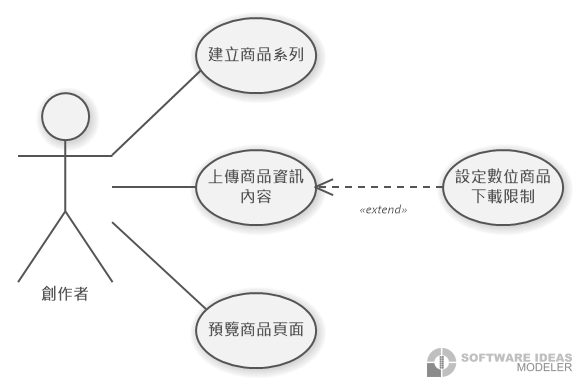 建立商品系列
上傳商品資訊
內容
設定數位商品
下載限制
«extend»
創作者
預覽商品頁面
SOFTWARE IDEAS
MODELER